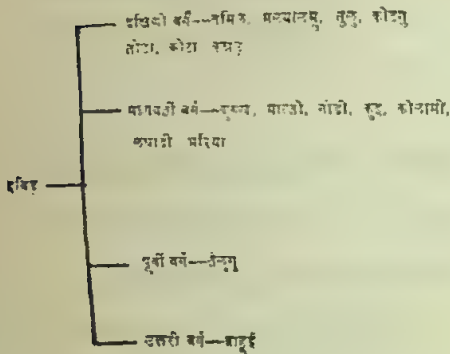 दक्षिणी वर्ग—तमिल, मलयालम, तुलु, कोडगु
तोडा, कोटा कन्नड़
मध्यवर्ती वर्ग— गोंडी, कुइ, कोलामी,
द्रविड़
पूर्वी वर्ग—तेलुगु
उत्तरी वर्ग—ब्राहुई